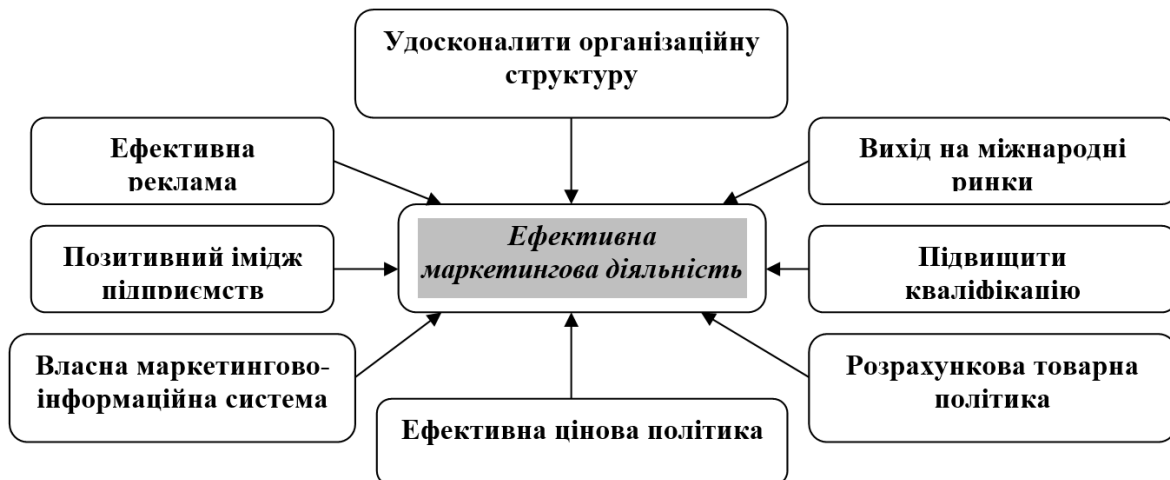 Удосконалити організаційну
структуру
Ефективна
реклама
Вихід на міжнародні
ринки
Ефективна
маркетингова діяльність
Позитивний імідж
підприємств
Підвищити
кваліфікацію
Власна маркетингово-
інформаційна система
Розрахункова товарна
політика
Ефективна цінова політика